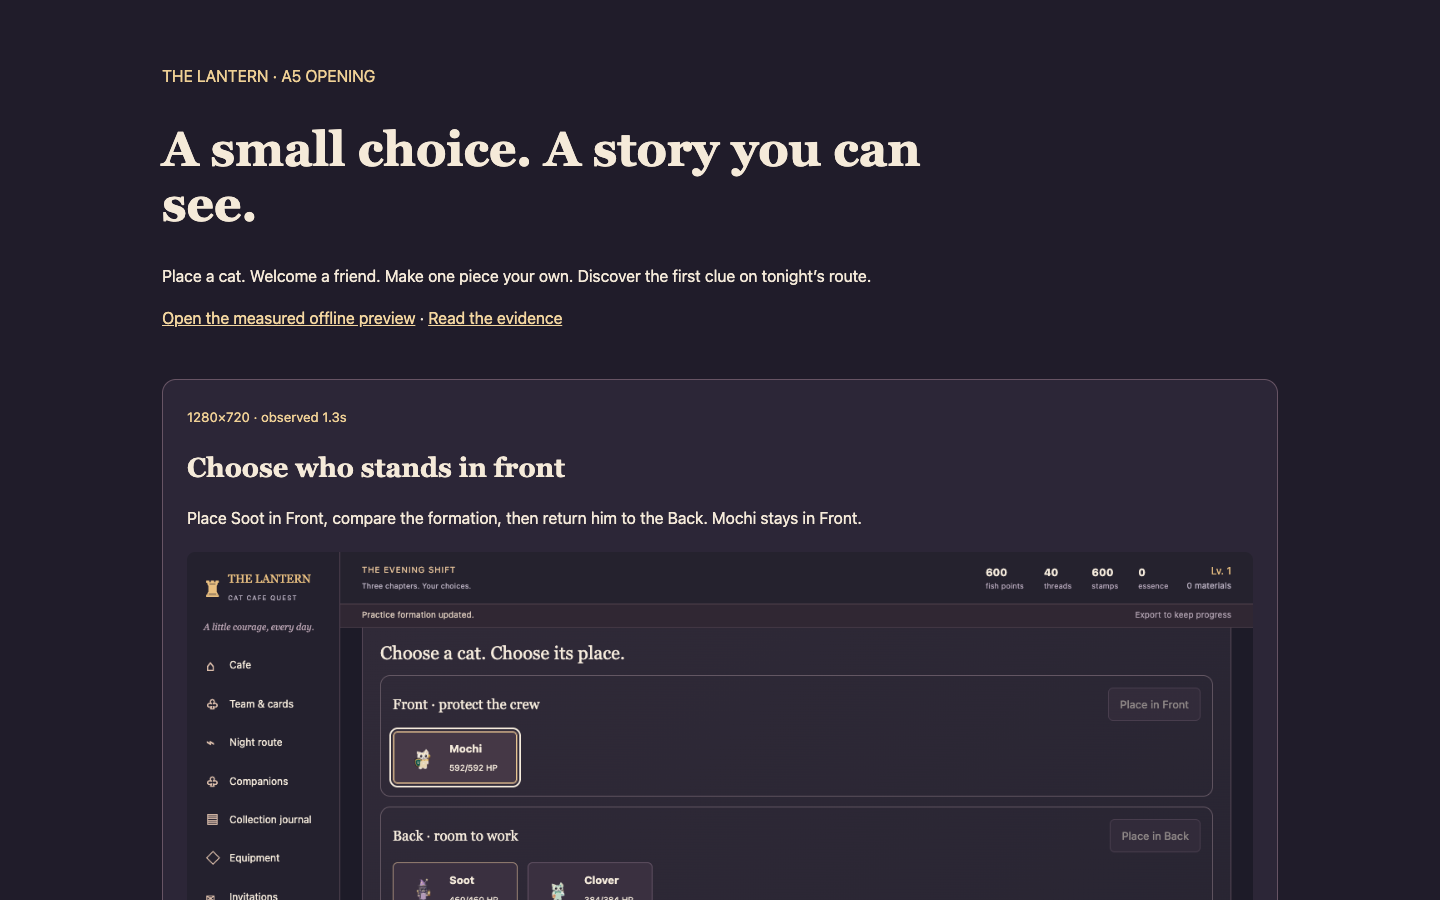 THE LANTERN · A5 OPENING
A small choice. A story you can
see.
Place a cat. Welcome a friend. Make one piece your own. Discover the first clue on tonight’s route.
Open the measured offline preview · Read the evidence
1280×720 · observed 1.3s
Choose who stands in front
Place Soot in Front, compare the formation, then return him to the Back. Mochi stays in Front.
THE LANTERN
CAT CAFE QUEST
A little courage, every day.
Cafe
Team & cards
Night route
Companions
Collection journal
Equipment
Invitations
THE EVENING SHIFT
Three chapters. Your choices.
600
fish points
40
threads
600
stamps
0
essence
Lv. 1
0 materials
Practice formation updated.
Export to keep progress
Choose a cat. Choose its place.
Front · protect the crew
Place in Front
Mochi
592/592 HP
Back · room to work
Place in Back
Soot
Clover